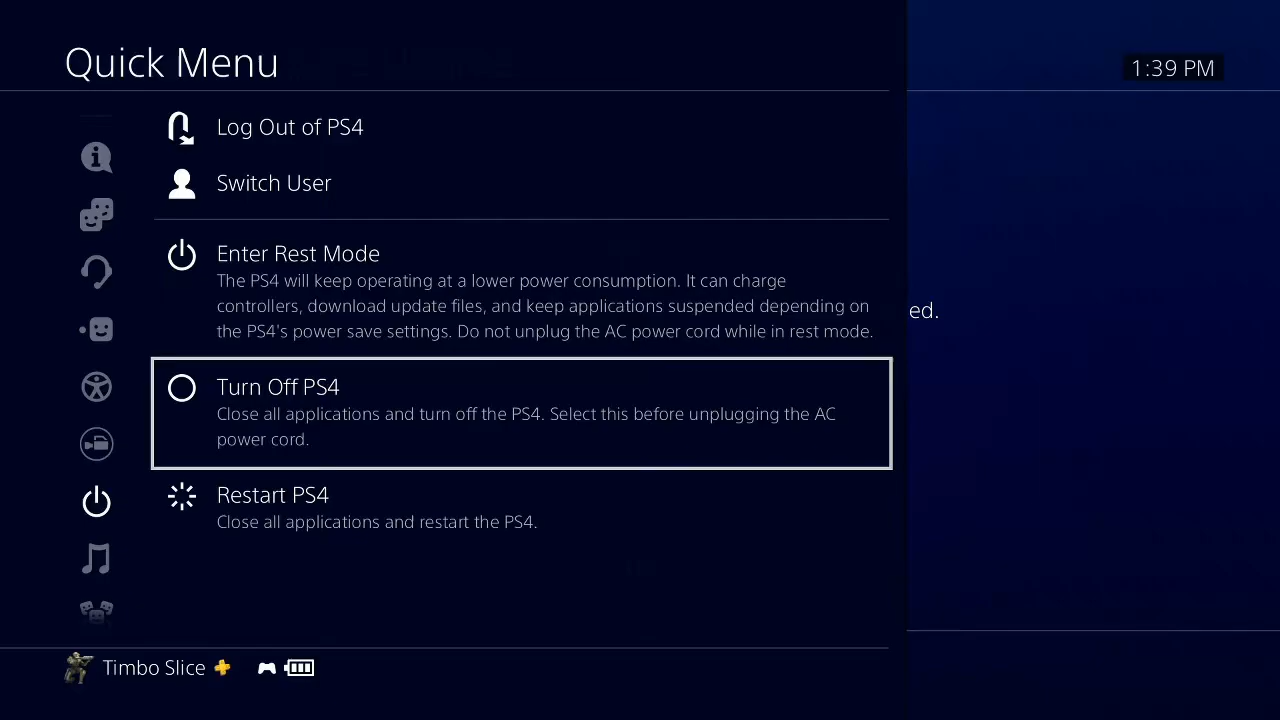 Quick Menu
1:39 PM
Log Out of PS4
Switch User
Enter Rest Mode
The PS4 will keep operating at a lower power consumption. It can charge
controllers, download update files, and keep applications suspended depending on
the PS4's power save settings. Do not unplug the AC power cord while in rest mode.
ed.
Turn Off PS4
Close all applications and turn off the PS4. Select this before unplugging the AC
power cord.
Restart PS4
Close all applications and restart the PS4.
Timbo Slice